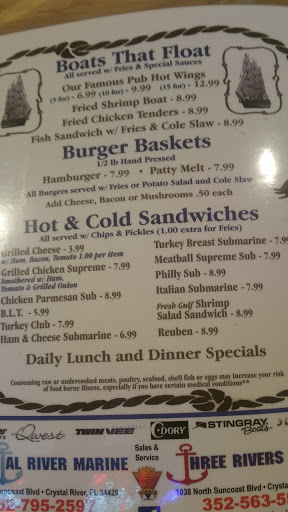 Boats That Float
All served w/ Fries & Special Sauces
Our Famous Pub Hot Wings
(5 for) - 6.99 (10 for) - 9.99 (15 for) - 12.99
Fried Shrimp Boat - 8.99
Fried Chicken Tenders - 8.99
Fish Sandwich w/ Fries & Cole Slaw - 8.99
Burger Baskets
1/2 lb Hand Pressed
Hamburger - 7.99 • Patty Melt - 7.99
All Burgers served w/ Fries or Potato Salad and Cole Slaw
Add Cheese, Bacon or Mushrooms .50 each
Hot & Cold Sandwiches
All served w/ Chips & Pickles (1.00 extra for Fries)
Grilled Cheese - 3.99
w/ Ham, Bacon, Tomato 1.00 per item
Grilled Chicken Supreme - 7.99
Smothered w/ Ham,
Tomato & Grilled Onion
Chicken Parmesan Sub - 8.99
B.L.T. - 5.99
Turkey Club - 7.99
Ham & Cheese Submarine - 6.99
Turkey Breast Submarine - 7.99
Meatball Supreme Sub - 7.99
Philly Sub - 8.99
Italian Submarine - 7.99
Fresh Gulf Shrimp
Salad Sandwich - 8.99
Reuben - 8.99
Daily Lunch and Dinner Specials
Consuming raw or undercooked meats, poultry, seafood, shell fish or eggs may increase your risk
of food borne illness, especially if you have certain medical conditions**
Qwest TWINVEE DORY STINGRAY
Boats
AL RIVER MARINE
Sales &
Service
THREE RIVERS
uncoast Blvd • Crystal River, FL 34429
1038 North Suncoast Blvd • Crystal
795-259
352-563-5